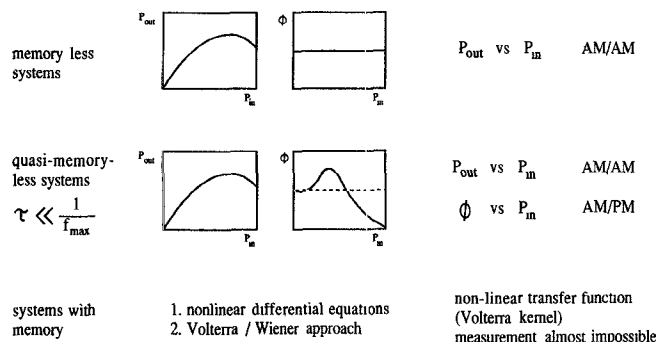 memory less
systems
P_out
P_in
Φ
P_in
P_out vs P_in AM/AM
quasi-memory-
less systems
τ ≪ 1/f_max
P_out
P_in
Φ
P_in
P_out vs P_in AM/AM
Φ vs P_in AM/PM
systems with
memory
1. nonlinear differential equations
2. Volterra / Wiener approach
non-linear transfer function
(Volterra kernel)
measurement almost impossible